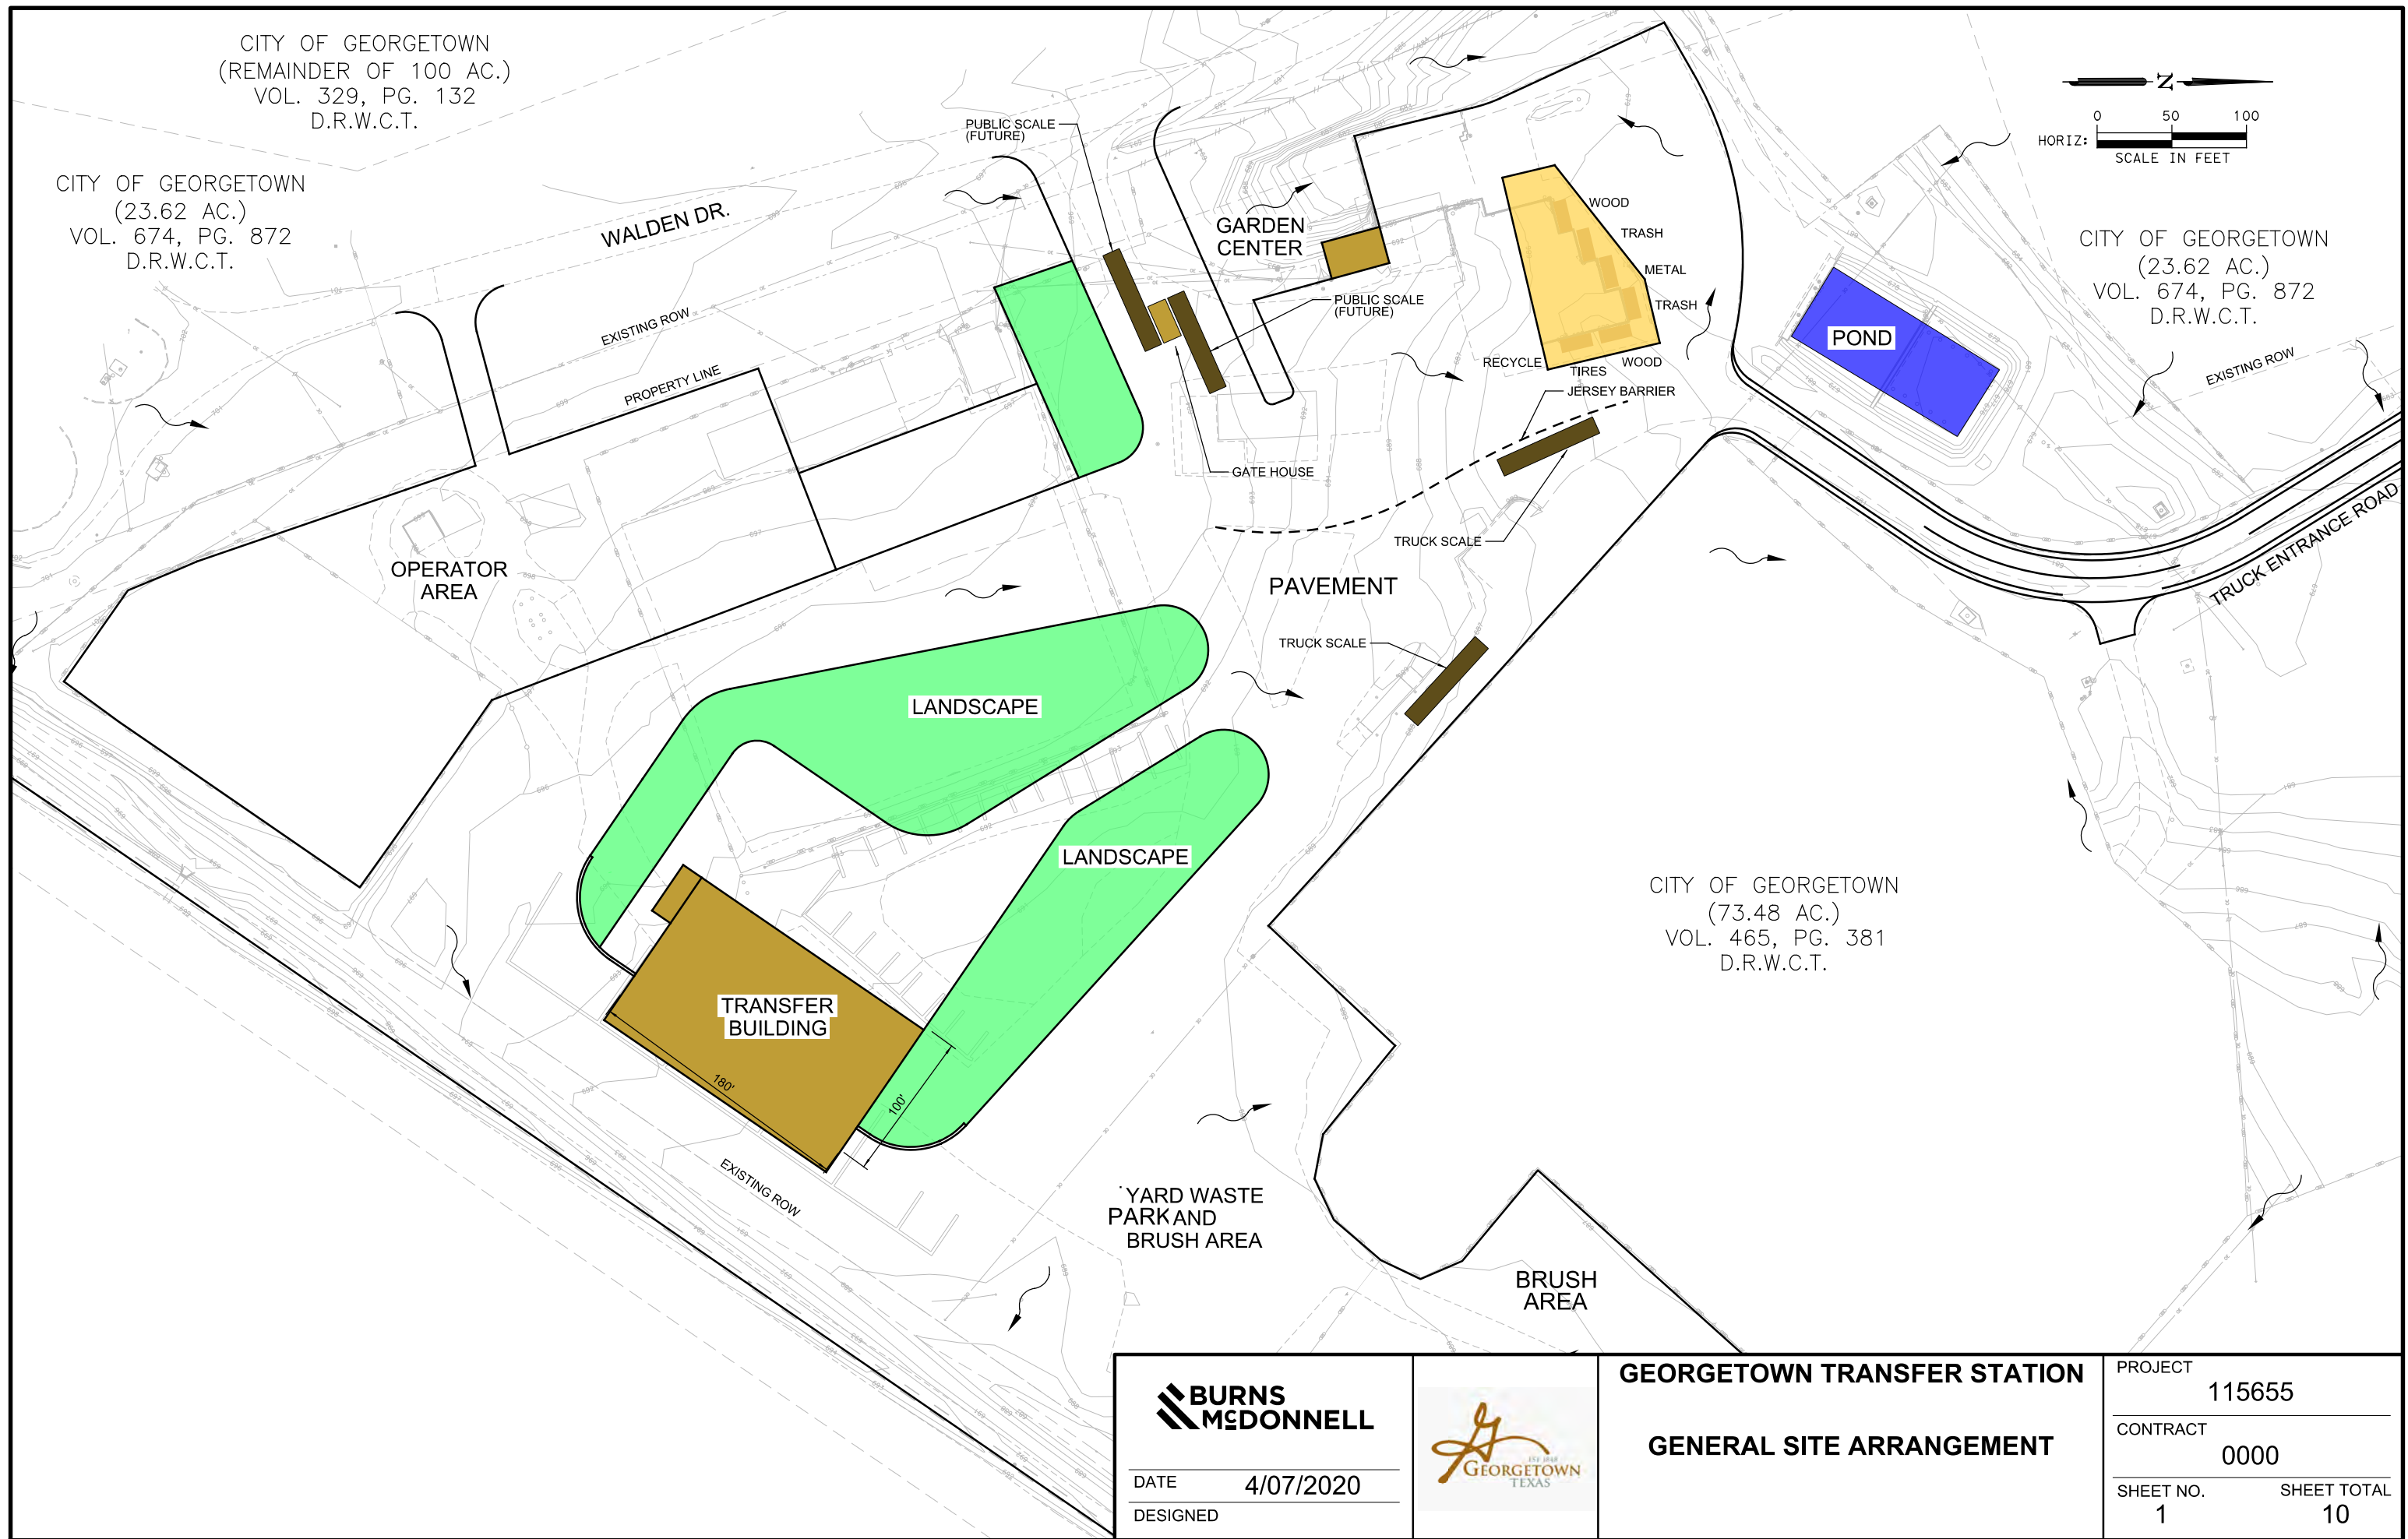 CITY OF GEORGETOWN
(REMAINDER OF 100 AC.)
VOL. 329, PG. 132
D.R.W.C.T.
CITY OF GEORGETOWN
(23.62 AC.)
VOL. 674, PG. 872
D.R.W.C.T.
WALDEN DR.
EXISTING ROW
PROPERTY LINE
PUBLIC SCALE
(FUTURE)
GARDEN
CENTER
PUBLIC SCALE
(FUTURE)
GATE HOUSE
WOOD
TRASH
METAL
TRASH
RECYCLE
TIRES
WOOD
JERSEY BARRIER
N
0 50 100
HORIZ:
SCALE IN FEET
CITY OF GEORGETOWN
(23.62 AC.)
VOL. 674, PG. 872
D.R.W.C.T.
POND
EXISTING ROW
TRUCK ENTRANCE ROAD
OPERATOR
AREA
TRUCK SCALE
PAVEMENT
TRUCK SCALE
LANDSCAPE
LANDSCAPE
TRANSFER
BUILDING
180'
100'
EXISTING ROW
CITY OF GEORGETOWN
(73.48 AC.)
VOL. 465, PG. 381
D.R.W.C.T.
YARD WASTE
PARK AND
BRUSH AREA
BRUSH
AREA
BURNS
McDONNELL
DATE 4/07/2020
DESIGNED
EST 1848
GEORGETOWN
TEXAS
GEORGETOWN TRANSFER STATION
GENERAL SITE ARRANGEMENT
PROJECT
115655
CONTRACT
0000
SHEET NO. SHEET TOTAL
1 10